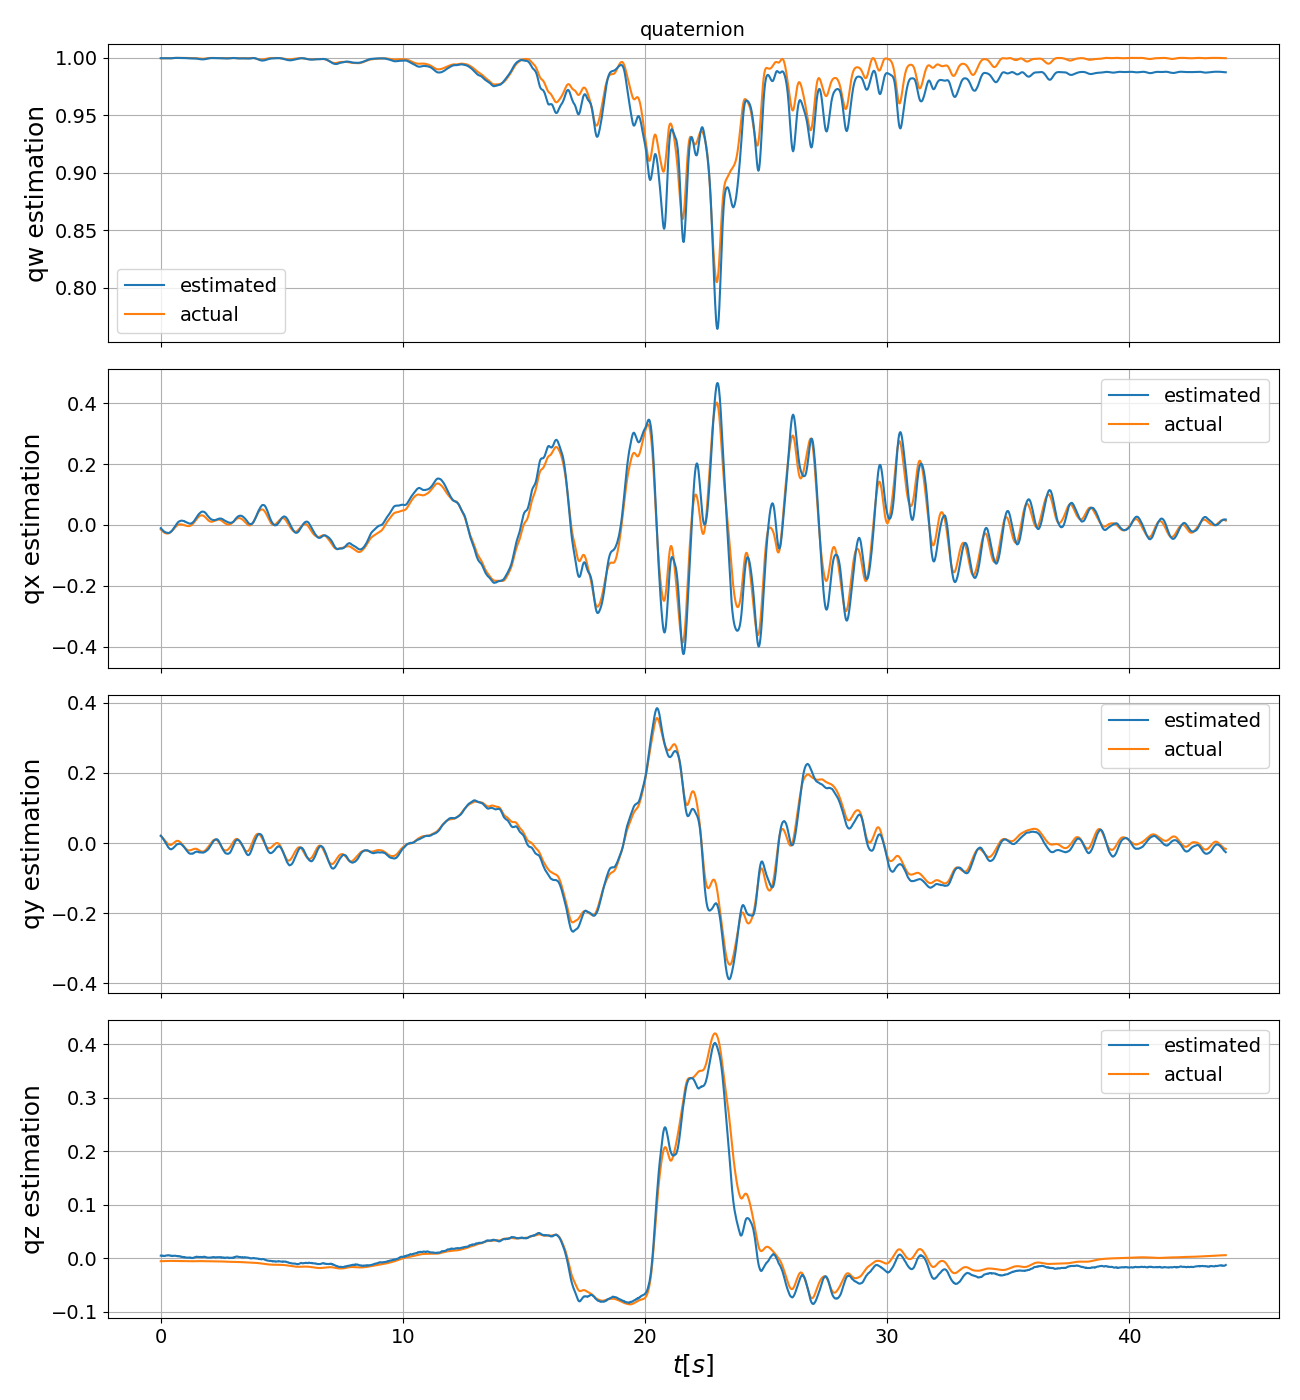 quaternion
1.00
0.95
0.90
0.85
0.80
qw estimation
estimated
actual
0.4
0.2
0.0
−0.2
−0.4
qx estimation
estimated
actual
0.4
0.2
0.0
−0.2
−0.4
qy estimation
estimated
actual
0.4
0.3
0.2
0.1
0.0
−0.1
qz estimation
estimated
actual
0 10 20 30 40
t[s]